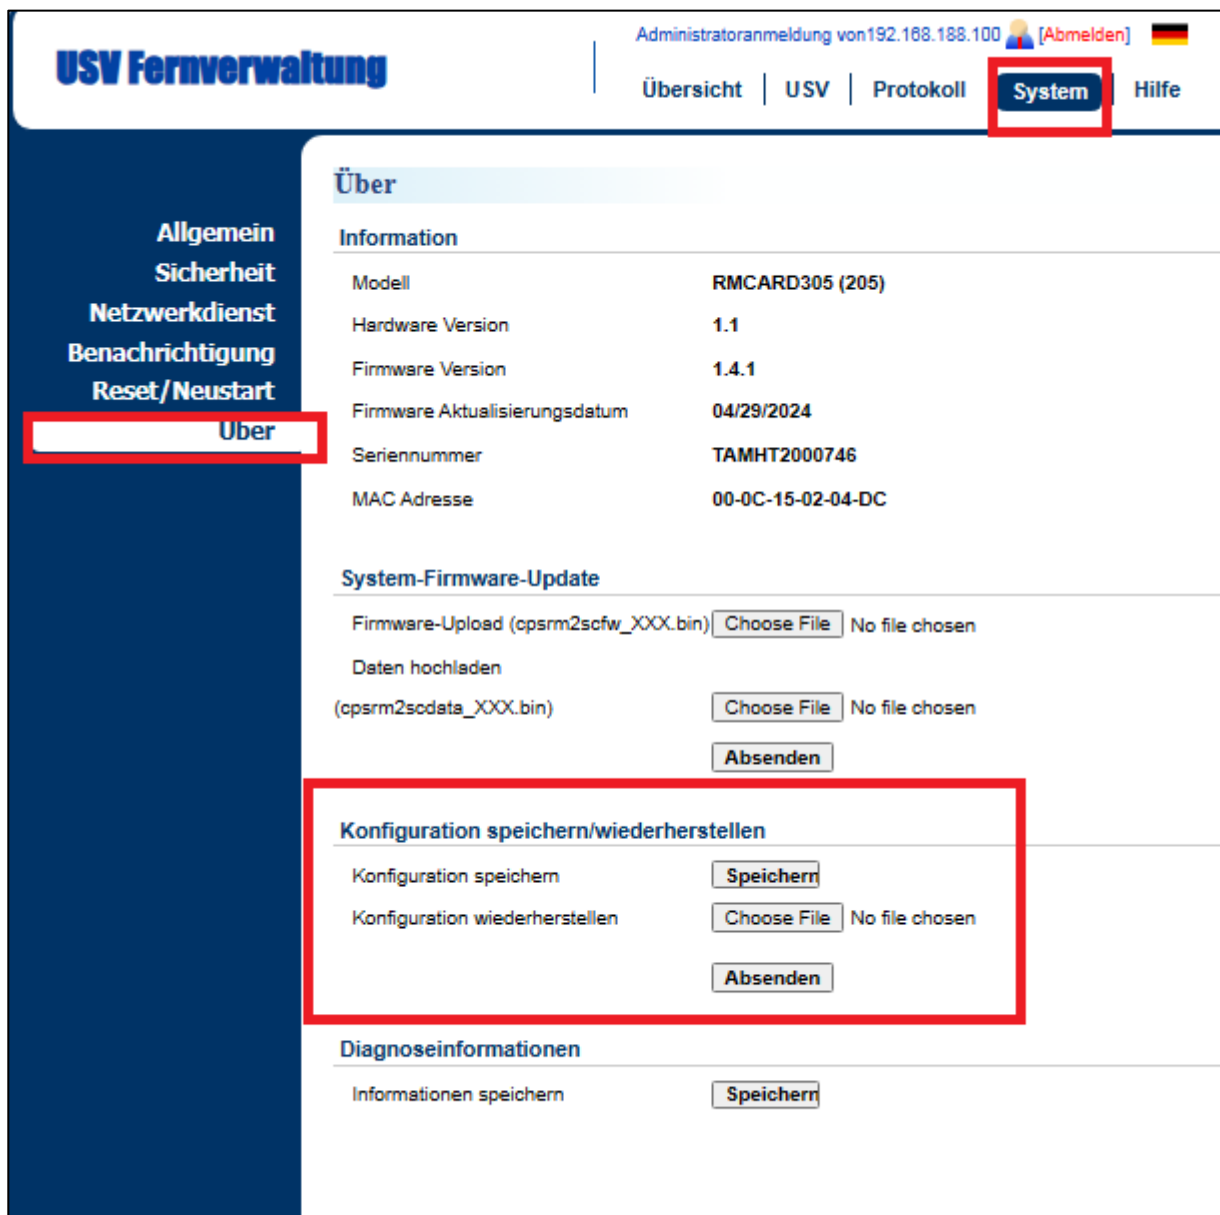 Administratoranmeldung von192.168.188.100 [Abmelden]
USV Fernverwaltung
Übersicht USV Protokoll System Hilfe
Über
Allgemein
Sicherheit
Netzwerkdienst
Benachrichtigung
Reset/Neustart
Über
Information
Modell RMCARD305 (205)
Hardware Version 1.1
Firmware Version 1.4.1
Firmware Aktualisierungsdatum 04/29/2024
Seriennummer TAMHT2000746
MAC Adresse 00-0C-15-02-04-DC
System-Firmware-Update
Firmware-Upload (cpsrm2scfw_XXX.bin) Choose File No file chosen
Daten hochladen
(cpsrm2scdata_XXX.bin) Choose File No file chosen
Absenden
Konfiguration speichern/wiederherstellen
Konfiguration speichern Speichern
Konfiguration wiederherstellen Choose File No file chosen
Absenden
Diagnoseinformationen
Informationen speichern Speichern